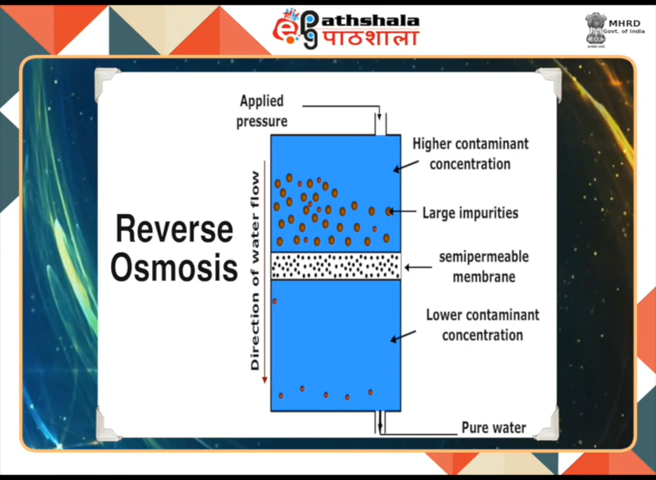 Pathshala
पाठशाला
MHRD
Govt. of India
Applied
pressure
Higher contaminant
concentration
Large impurities
Reverse
Osmosis
Direction of water flow
semipermeable
membrane
Lower contaminant
concentration
Pure water